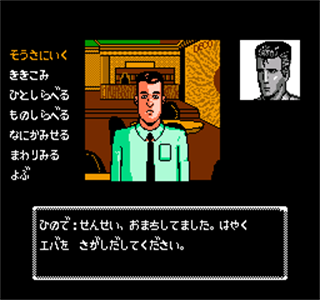 そうさにいく
ききこみ
ひとしらべる
ものしらべる
なにかみせる
まわりみる
よぶ
ひので：せんせい、おまちしてました。はやく
エバを　さがしだしてください。